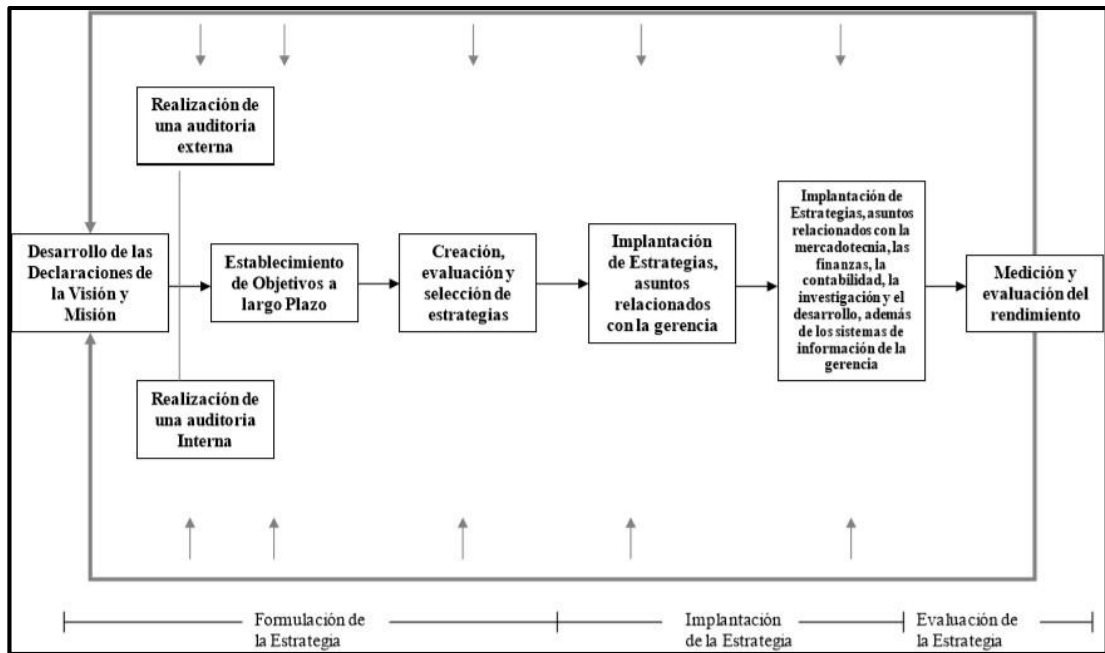 Realización de
una auditoria
externa
Desarrollo de las
Declaraciones de
la Visión y
Misión
Establecimiento
de Objetivos a
largo Plazo
Creación,
evaluación y
selección de
estrategias
Implantación
de Estrategias,
asuntos
relacionados
con la gerencia
Implantación de
Estrategias, asuntos
relacionados con la
mercadotecnia, las
finanzas, la
contabilidad, la
investigación y el
desarrollo, además
de los sistemas de
información de la
gerencia
Medición y
evaluación del
rendimiento
Realización de
una auditoría
Interna
Formulación de
la Estrategia
Implantación
de la Estrategia
Evaluación de
la Estrategia